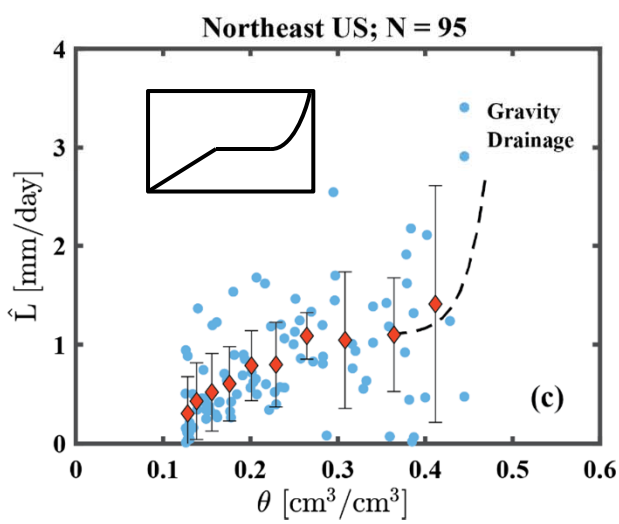 Northeast US; N = 95
4
3
2
1
0
L̂ [mm/day]
Gravity
Drainage
(c)
0
0.1
0.2
0.3
0.4
0.5
0.6
θ [cm³/cm³]